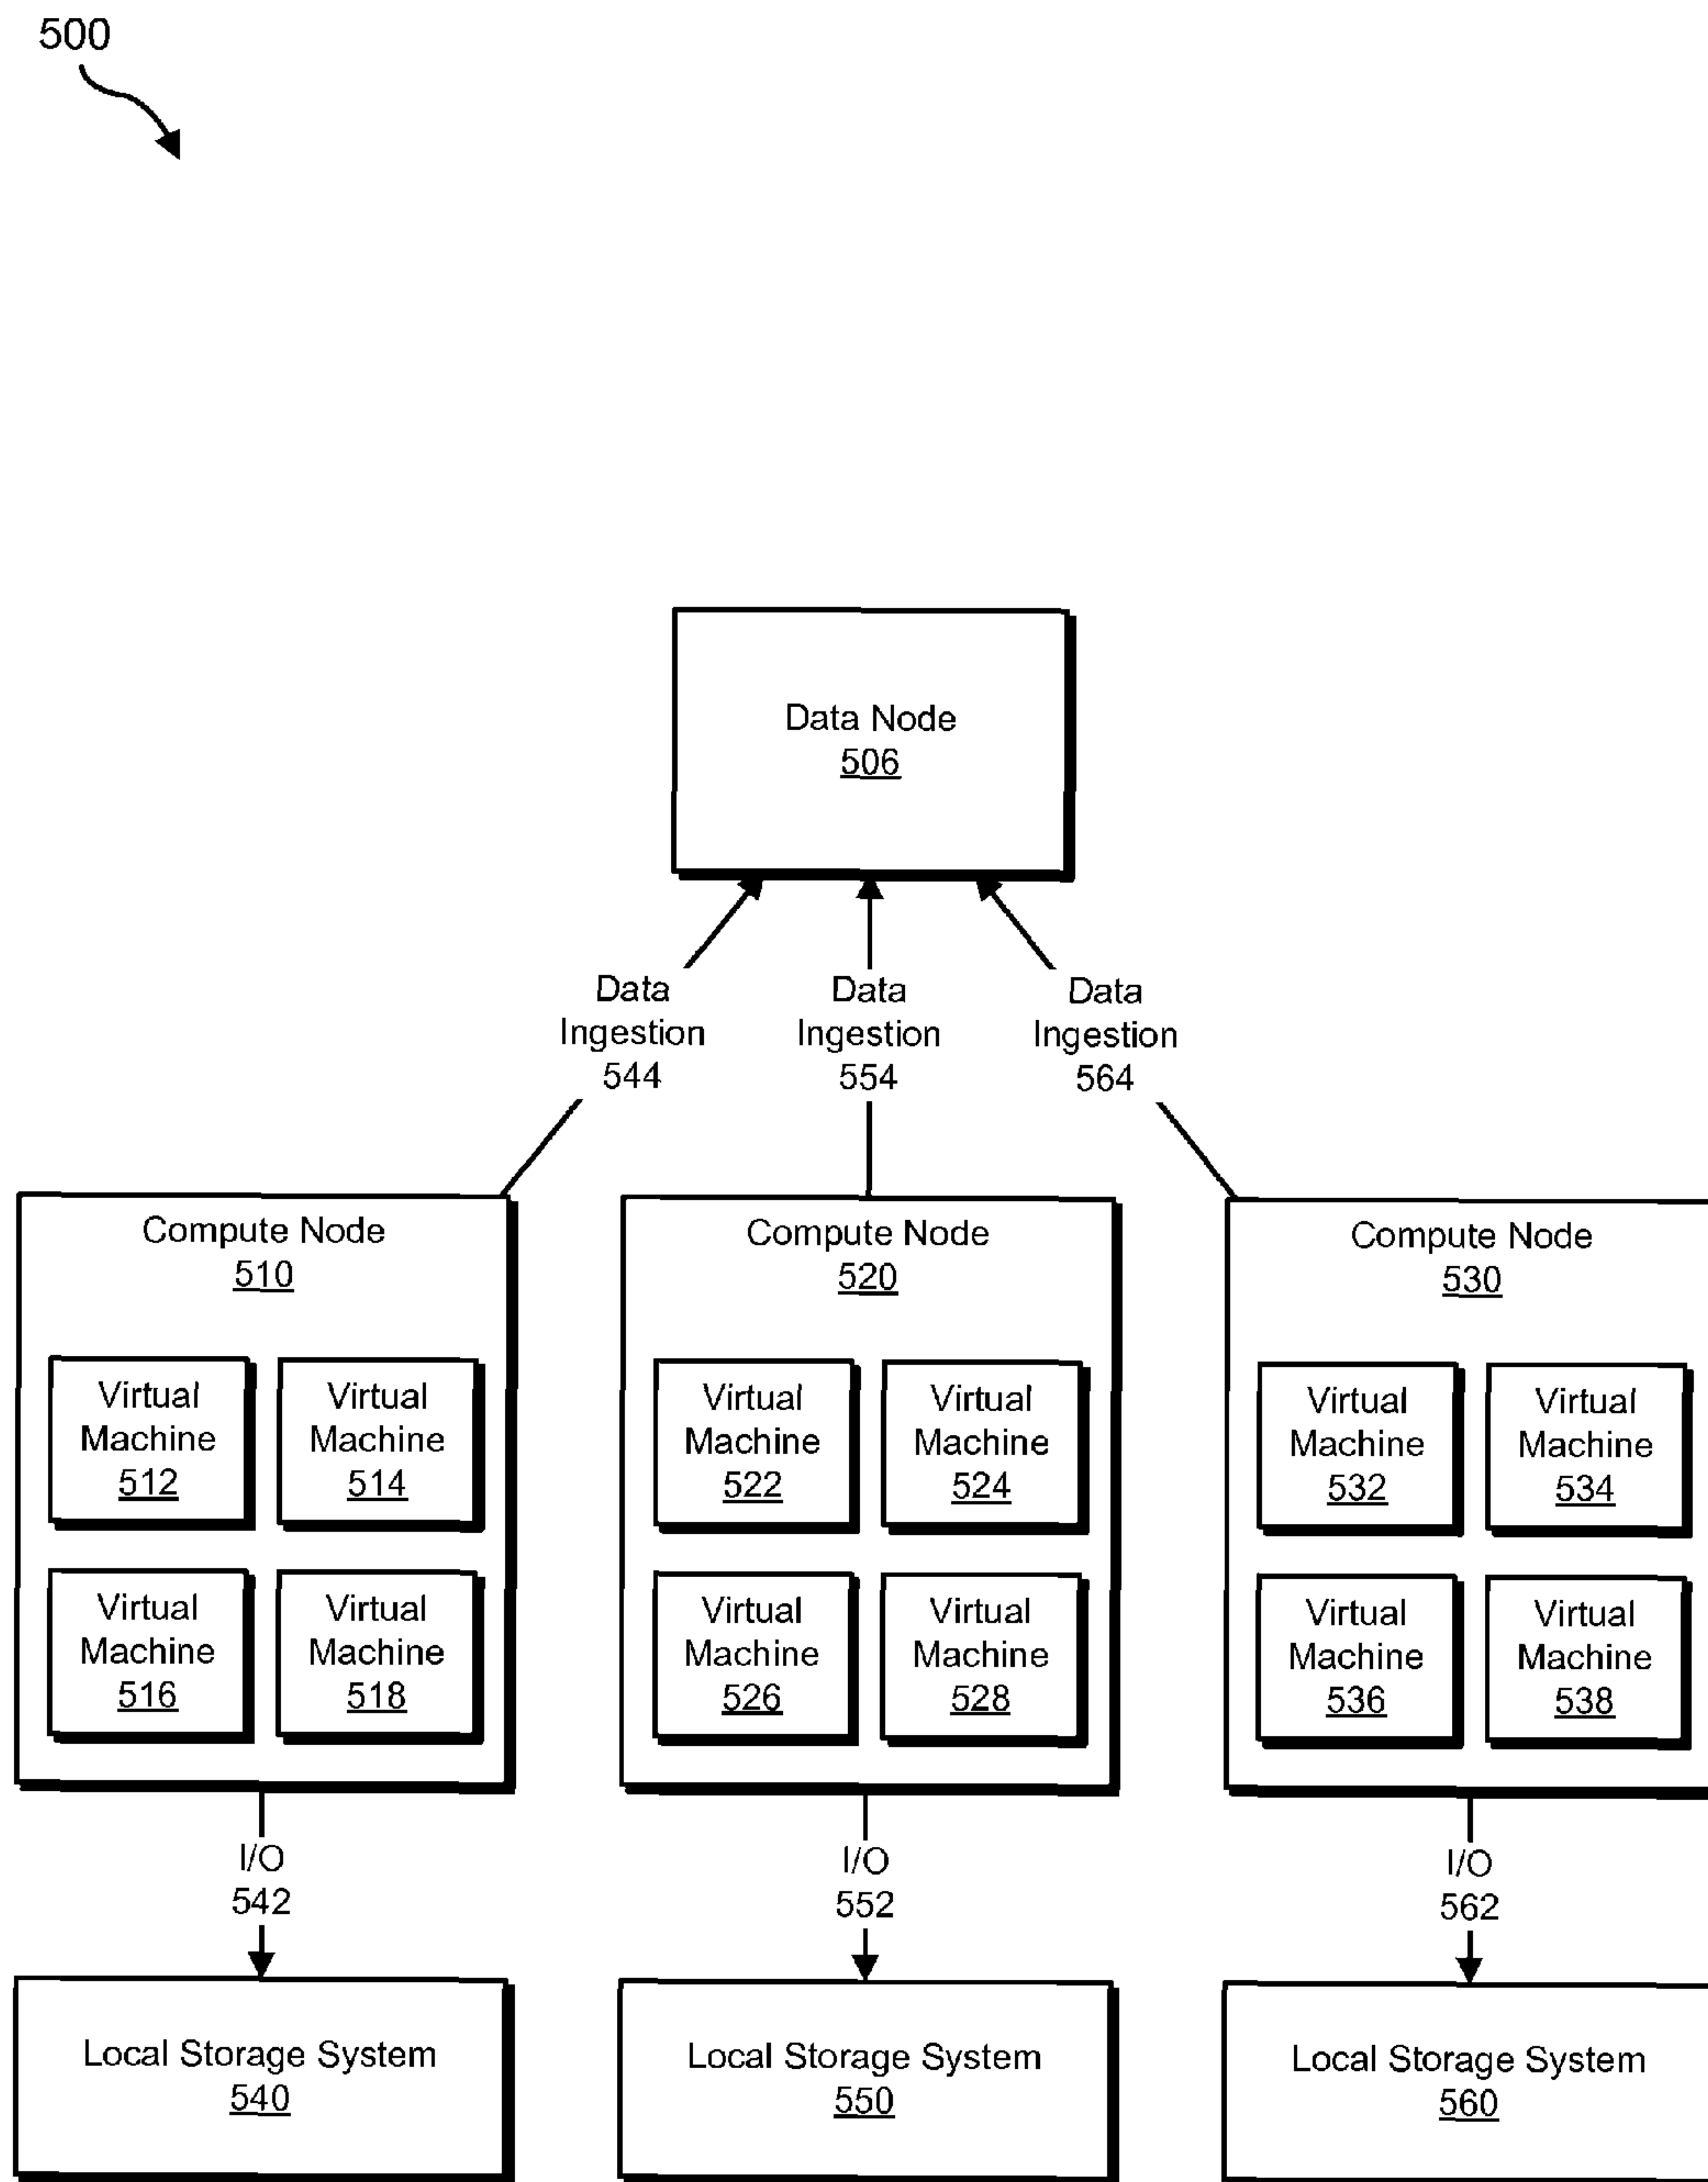 500
Data Node
506
Data
Ingestion
544
Data
Ingestion
554
Data
Ingestion
564
Compute Node
510
Virtual
Machine
512
Virtual
Machine
514
Virtual
Machine
516
Virtual
Machine
518
Compute Node
520
Virtual
Machine
522
Virtual
Machine
524
Virtual
Machine
526
Virtual
Machine
528
Compute Node
530
Virtual
Machine
532
Virtual
Machine
534
Virtual
Machine
536
Virtual
Machine
538
I/O
542
I/O
552
I/O
562
Local Storage System
540
Local Storage System
550
Local Storage System
560